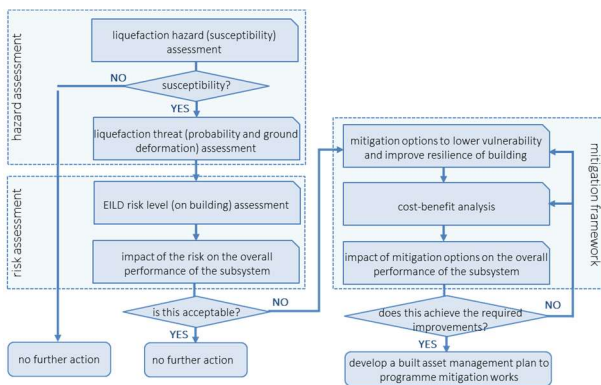 hazard assessment
liquefaction hazard (susceptibility)
assessment
NO
susceptibility?
YES
liquefaction threat (probability and ground
deformation) assessment
risk assessment
EILD risk level (on building) assessment
impact of the risk on the overall
performance of the subsystem
is this acceptable?
NO
YES
no further action
no further action
mitigation framework
mitigation options to lower vulnerability
and improve resilience of building
cost-benefit analysis
impact of mitigation options on the overall
performance of the subsystem
does this achieve the required
improvements?
NO
YES
develop a built asset management plan to
programme mitigation works